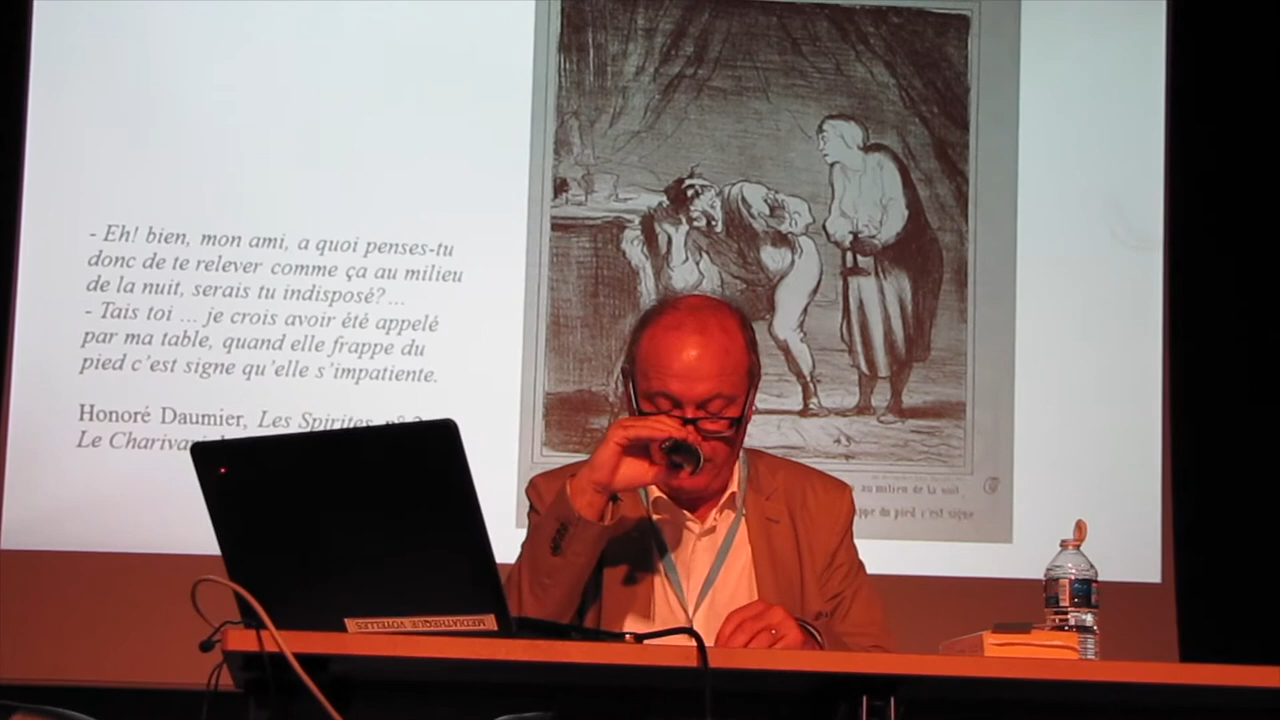 - Eh! bien, mon ami, a quoi penses-tu
donc de te relever comme ça au milieu
de la nuit, serais tu indisposé?...
- Tais toi ... je crois avoir été appelé
par ma table, quand elle frappe du
pied c'est signe qu'elle s'impatiente.
Honoré Daumier, Les Spirites, n°
Le Charivari
au milieu de la nuit
du pied c'est signe
MEDIATHEQUE VOYELLES